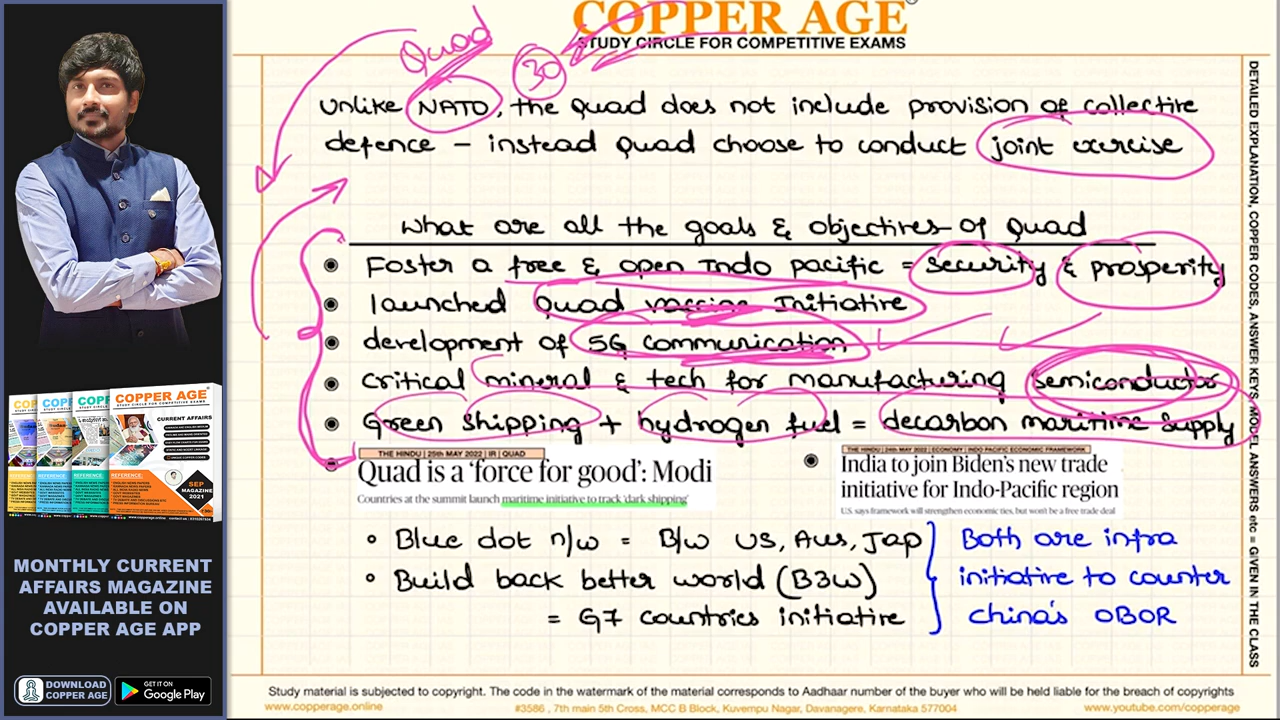 COPPER AGE
STUDY CIRCLE FOR COMPETITIVE EXAMS
Quad
30
Unlike NATO, the Quad does not include provision of collective
defence – instead Quad choose to conduct joint exercise
What are all the goals & objectives of Quad
Foster a free & open Indo pacific = security & prosperity
launched Quad vaccine Initiative
development of 5G communication
critical mineral & tech for manufacturing semiconductor
Green shipping + hydrogen fuel = decarbon maritime supply
THE HINDU | 25th MAY 2022 | IR | QUAD
Quad is a 'force for good': Modi
Countries at the summit launch maritime initiative to track 'dark shipping'
THE HINDU | 24th MAY 2022 | ECONOMY | INDO PACIFIC ECONOMIC FRAMEWORK
India to join Biden's new trade
initiative for Indo-Pacific region
U.S. says framework will strengthen economic ties, but won't be a free trade deal
Blue dot n/w = B/w US, Aus, Jap
Build back better world (B3W)
= G7 countries initiative
Both are infra
initiative to counter
China's OBOR
DETAILED EXPLANATION, COPPER CODES, ANSWER KEYS, MODEL ANSWERS etc = GIVEN IN THE CLASS
COPPER AGE
CURRENT AFFAIRS
REFERENCE:
SEP
MAGAZINE
2021
MONTHLY CURRENT
AFFAIRS MAGAZINE
AVAILABLE ON
COPPER AGE APP
DOWNLOAD
COPPER AGE
GET IT ON
Google Play
Study material is subjected to copyright. The code in the watermark of the material corresponds to Aadhaar number of the buyer who will be held liable for the breach of copyrights
www.copperage.online
#3586 , 7th main 5th Cross, MCC B Block, Kuvempu Nagar, Davanagere, Karnataka 577004
www.youtube.com/copperage